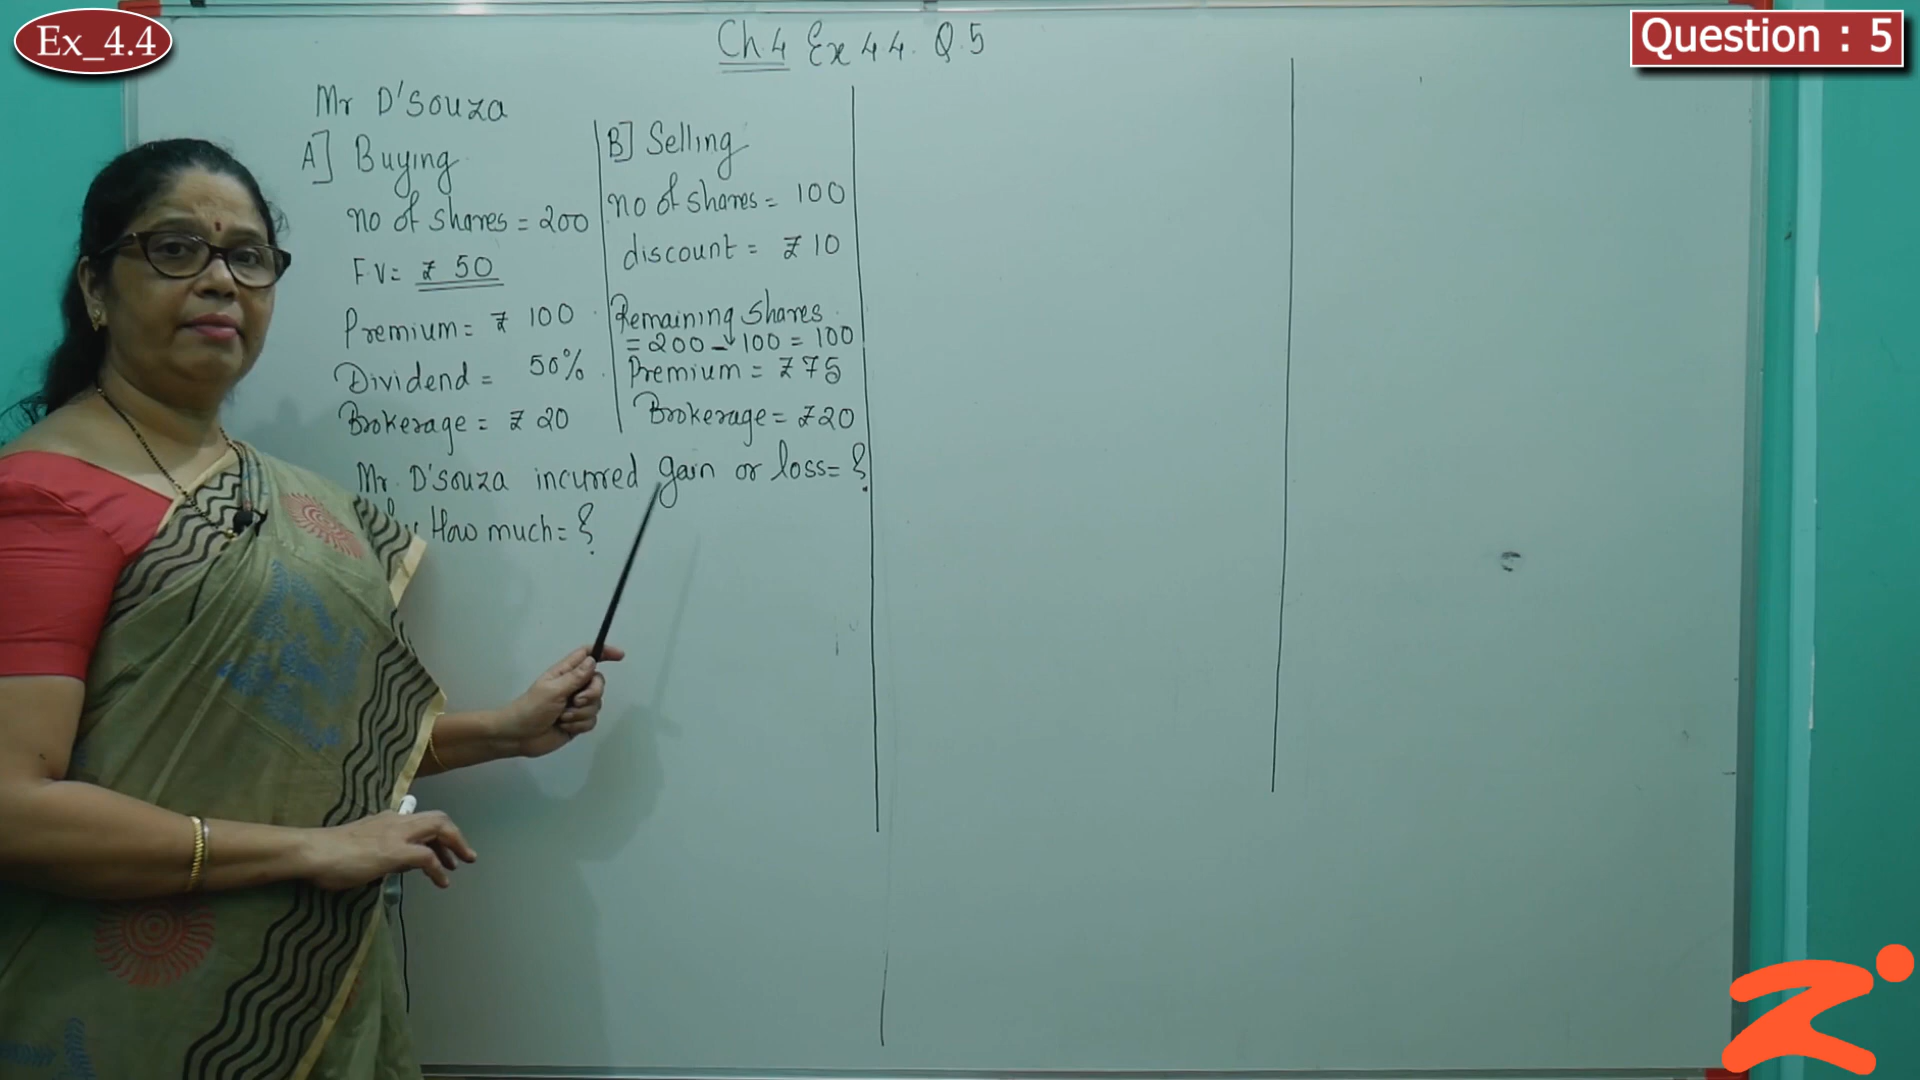 Ex_4.4
Question : 5
Ch.4 Ex 4.4. Q.5
Mr D'souza
A] Buying
no of shares = 200
F.V= ₹ 50
Premium= ₹ 100
Dividend = 50%
Brokerage = ₹ 20
B] Selling
no of shares = 100
discount = ₹ 10
Remaining shares
= 200 - 100 = 100
Premium = ₹75
Brokerage = ₹20
Mr. D'souza incurred gain or loss= ?
How much= ?